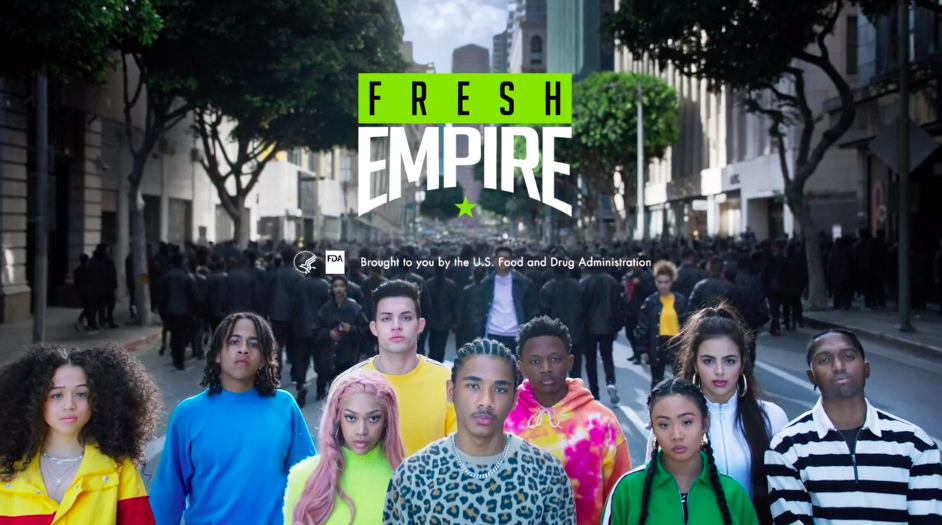 FRESH
EMPIRE
FDA
Brought to you by the U.S. Food and Drug Administration